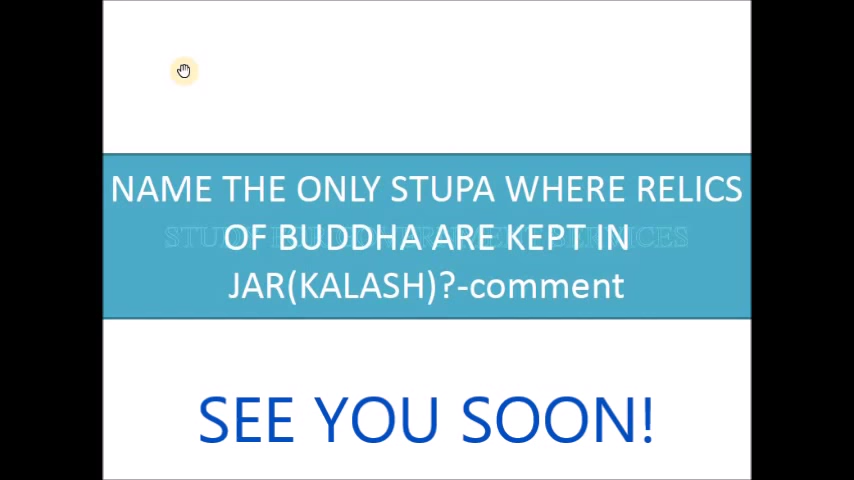 NAME THE ONLY STUPA WHERE RELICS
OF BUDDHA ARE KEPT IN
JAR(KALASH)?-comment
SEE YOU SOON!